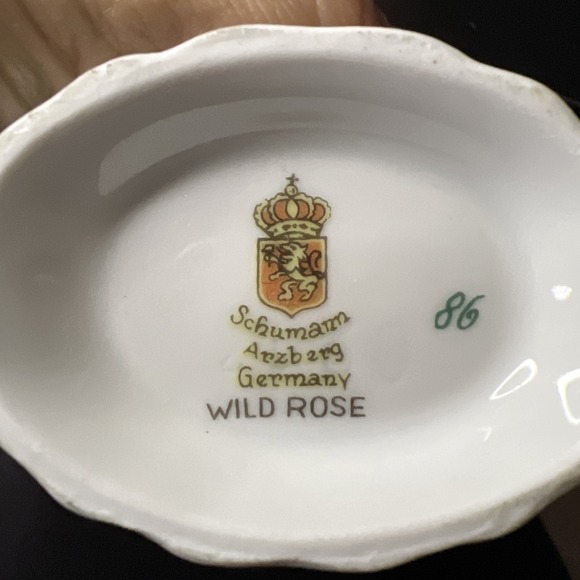 Schumann
Arzberg
Germany
WILD ROSE
86